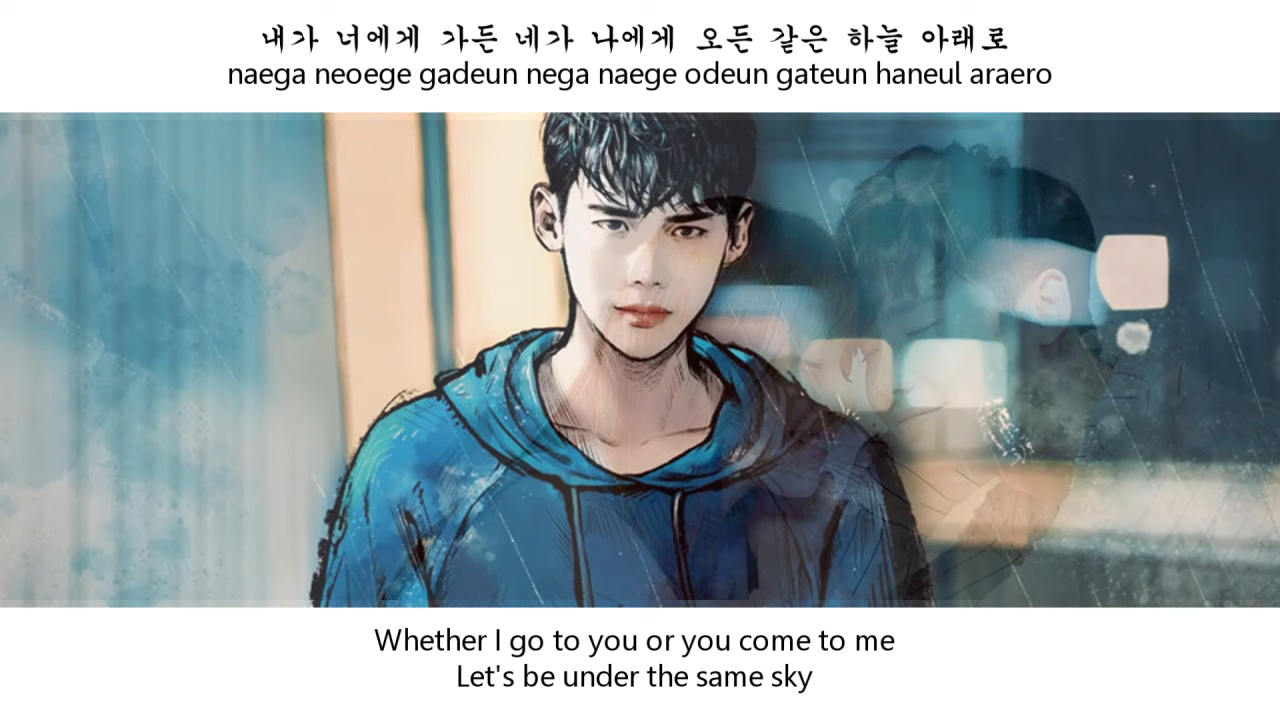 내가 너에게 가든 네가 나에게 오든 같은 하늘 아래로
naega neoege gadeun nega naege odeun gateun haneul araero
Whether I go to you or you come to me
Let's be under the same sky